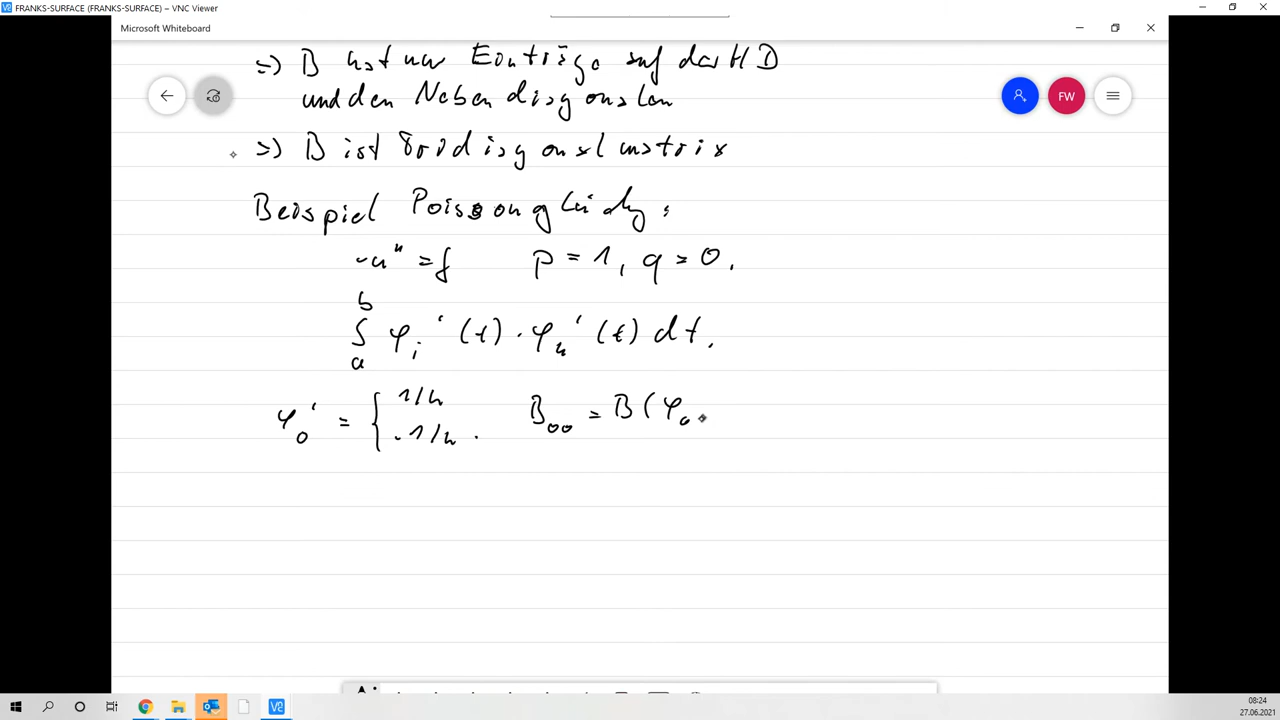 FRANKS-SURFACE (FRANKS-SURFACE) – VNC Viewer
Microsoft Whiteboard
=) B hat nur Einträge auf der HD
und den Nebendiagonalen
FW
=) B ist Tridiagonalmatrix
Beispiel Poissongleichg:
-u" = f p = 1, q = 0.
b
∫ φi'(t) · φk'(t) dt.
a
φ0' = { 1/h
-1/h. B00 = B(φ0,
08:24
27.06.2021